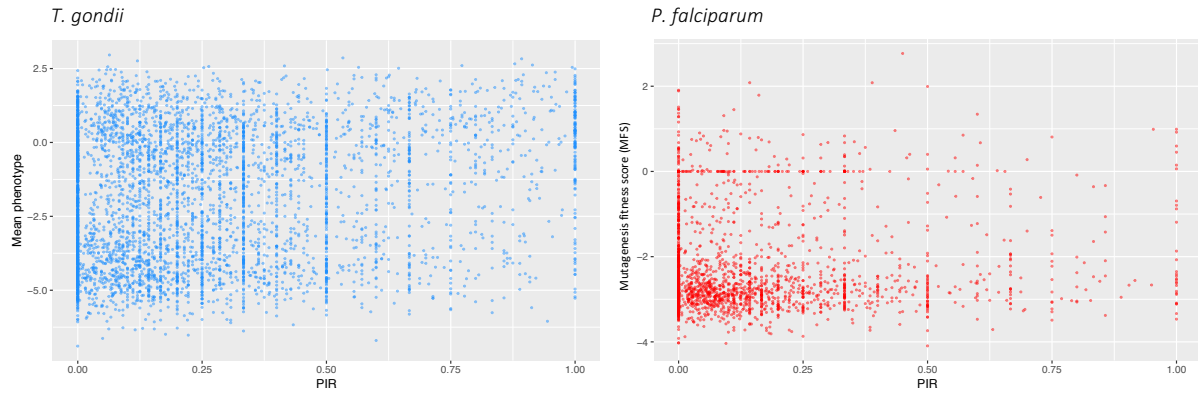 T. gondii
Mean phenotype
2.5
0.0
-2.5
-5.0
0.00 0.25 0.50 0.75 1.00
PIR
P. falciparum
Mutagenesis fitness score (MFS)
2
0
-2
-4
0.00 0.25 0.50 0.75 1.00
PIR